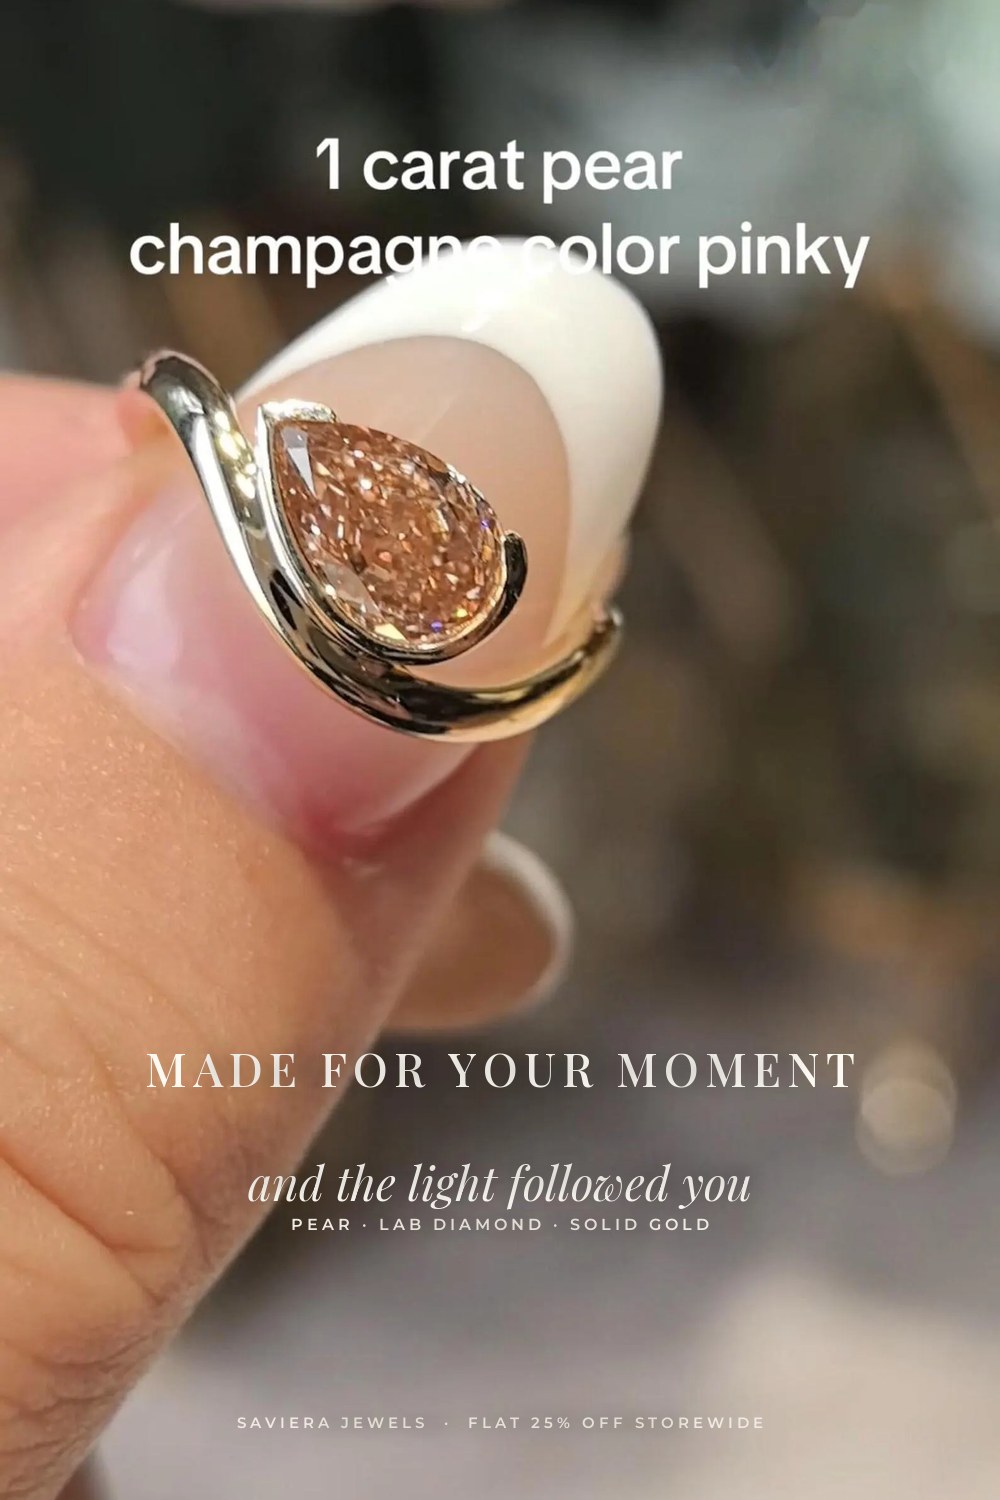 1 carat pear
champagne color pinky
MADE FOR YOUR MOMENT
and the light followed you
PEAR · LAB DIAMOND · SOLID GOLD
SAVIERA JEWELS · FLAT 25% OFF STOREWIDE